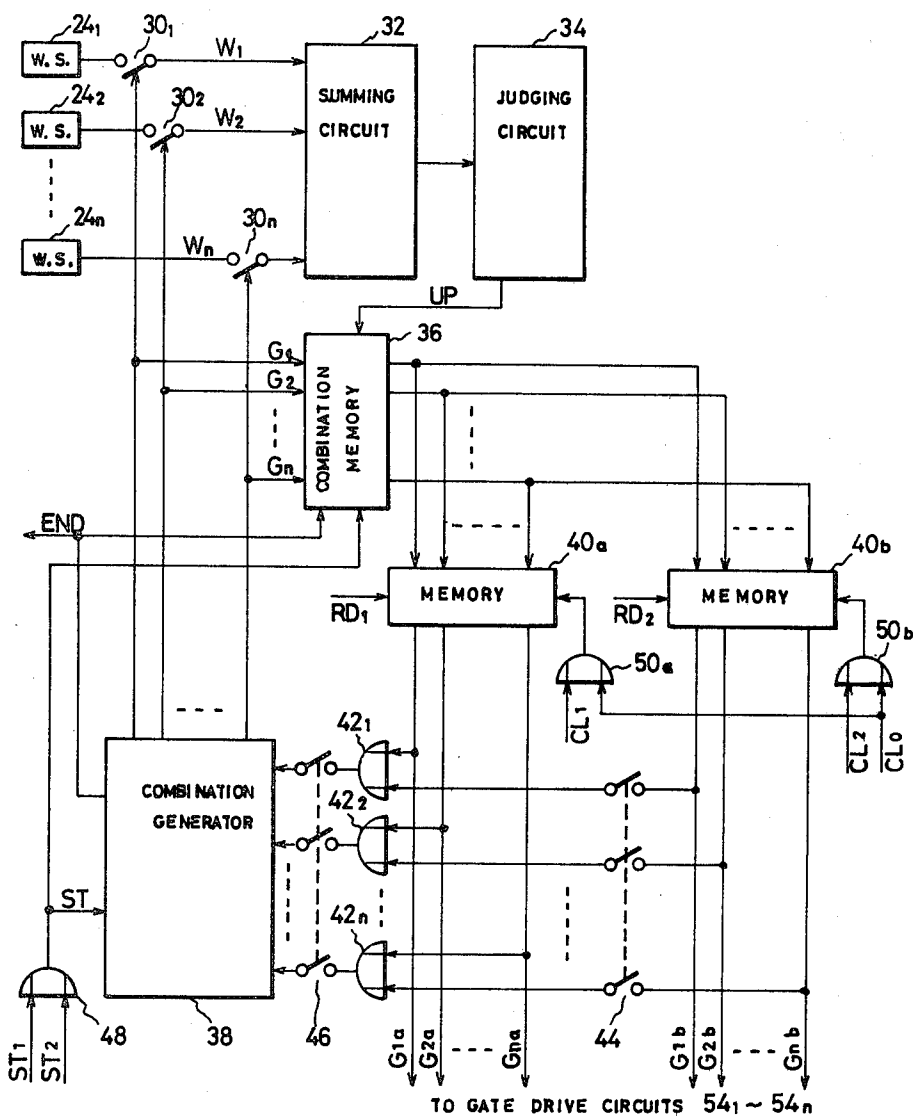 24₁ 30₁ 32 34
W.S. W₁
SUMMING CIRCUIT
JUDGING CIRCUIT
24₂ 30₂
W.S. W₂
24n 30n
W.S. Wn
UP
36
G₁
G₂
Gn
COMBINATION MEMORY
END
40a 40b
MEMORY MEMORY
RD₁ RD₂
50a 50b
CL₁ CL₂ CL₀
42₁
COMBINATION GENERATOR
42₂
ST
42n
48 38 46 44
ST₁ ST₂
G1a G2a Gna G1b G2b Gnb
TO GATE DRIVE CIRCUITS 54₁ ~ 54n